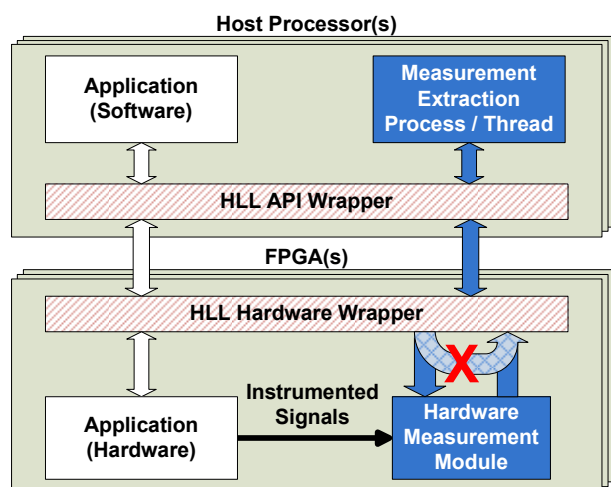 Host Processor(s)
Application
(Software)
Measurement
Extraction
Process / Thread
HLL API Wrapper
FPGA(s)
HLL Hardware Wrapper
X
Instrumented
Signals
Application
(Hardware)
Hardware
Measurement
Module